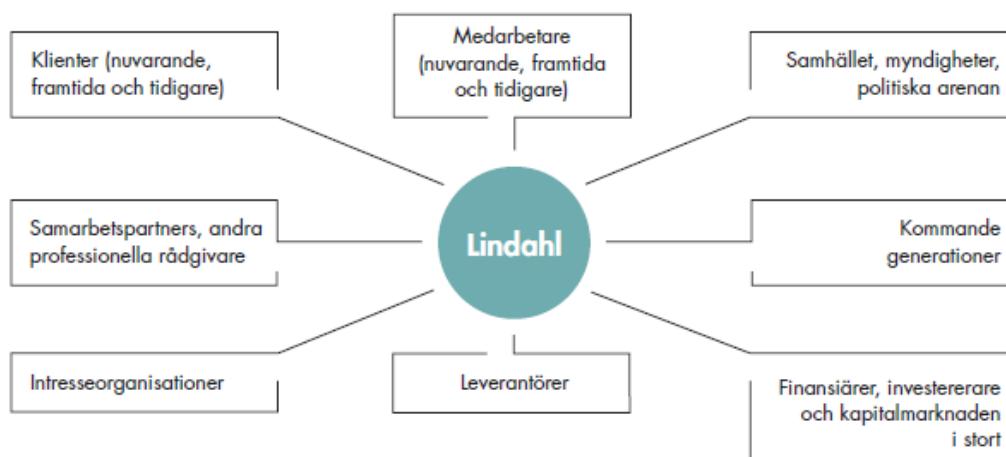 Klienter (nuvarande,
framtida och tidigare)
Medarbetare
(nuvarande, framtida
och tidigare)
Samhället, myndigheter,
politiska arenan
Samarbetspartners, andra
professionella rådgivare
Lindahl
Kommande
generationer
Intresseorganisationer
Leverantörer
Finansiärer, investererare
och kapitalmarknaden
i stort